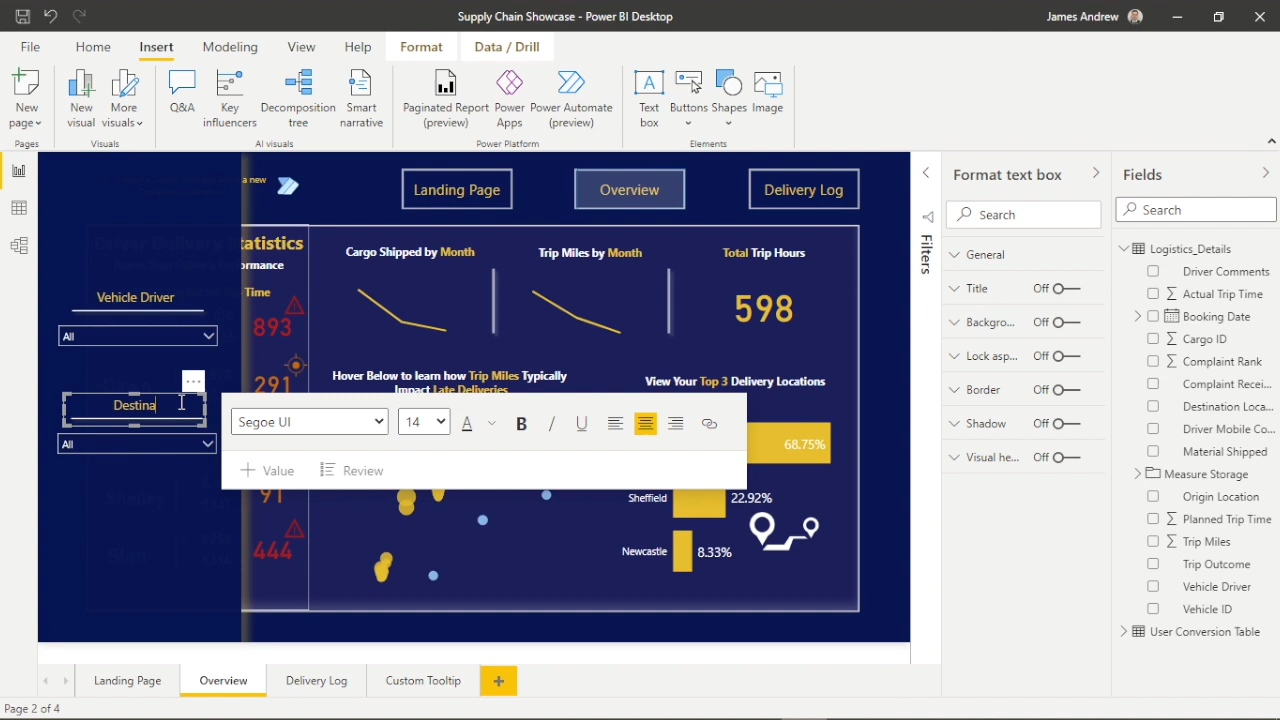 Supply Chain Showcase - Power BI Desktop
James Andrew
File Home Insert Modeling View Help Format Data / Drill
New page
New visual
More visuals
Q&A
Key influencers
Decomposition tree
Smart narrative
Paginated Report (preview)
Power Apps
Power Automate (preview)
Text box
Buttons
Shapes
Image
Pages
Visuals
AI visuals
Power Platform
Elements
a new
Landing Page
Overview
Delivery Log
Statistics
Time
893
291
91
444
Vehicle Driver
All
Destina
All
Cargo Shipped by Month
Trip Miles by Month
Total Trip Hours
598
Hover Below to learn how Trip Miles Typically
Impact Late Deliveries
View Your Top 3 Delivery Locations
68.75%
Sheffield
22.92%
Newcastle
8.33%
Segoe UI
14
A
B
I
U
Value
Review
Filters
Format text box
Search
General
Title Off
Backgro... Off
Lock asp... Off
Border Off
Shadow Off
Visual he... Off
Fields
Search
Logistics_Details
Driver Comments
Actual Trip Time
Booking Date
Cargo ID
Complaint Rank
Complaint Recei...
Destination Loca...
Driver Mobile Co...
Material Shipped
Measure Storage
Origin Location
Planned Trip Time
Trip Miles
Trip Outcome
Vehicle Driver
Vehicle ID
User Conversion Table
Landing Page
Overview
Delivery Log
Custom Tooltip
Page 2 of 4